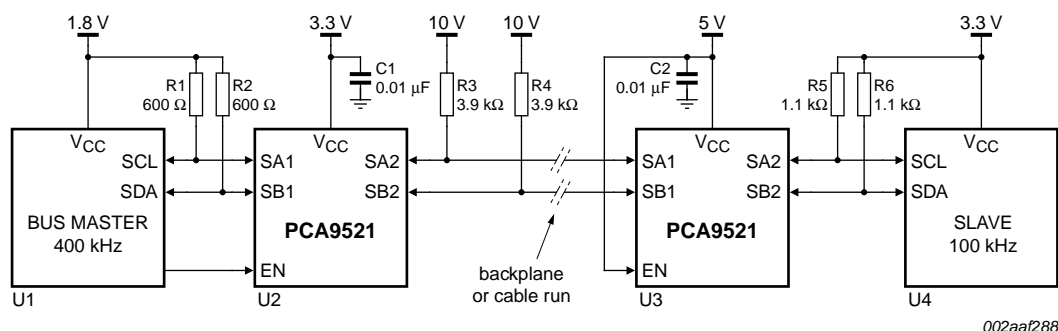 1.8 V
3.3 V
10 V
10 V
5 V
3.3 V
R1
600 Ω
R2
600 Ω
C1
0.01 μF
R3
3.9 kΩ
R4
3.9 kΩ
C2
0.01 μF
R5
1.1 kΩ
R6
1.1 kΩ
VCC
SCL
SDA
BUS MASTER
400 kHz
U1
VCC
SA1
SB1
SA2
SB2
PCA9521
EN
U2
backplane
or cable run
VCC
SA1
SB1
SA2
SB2
PCA9521
EN
U3
VCC
SCL
SDA
SLAVE
100 kHz
U4
002aaf288